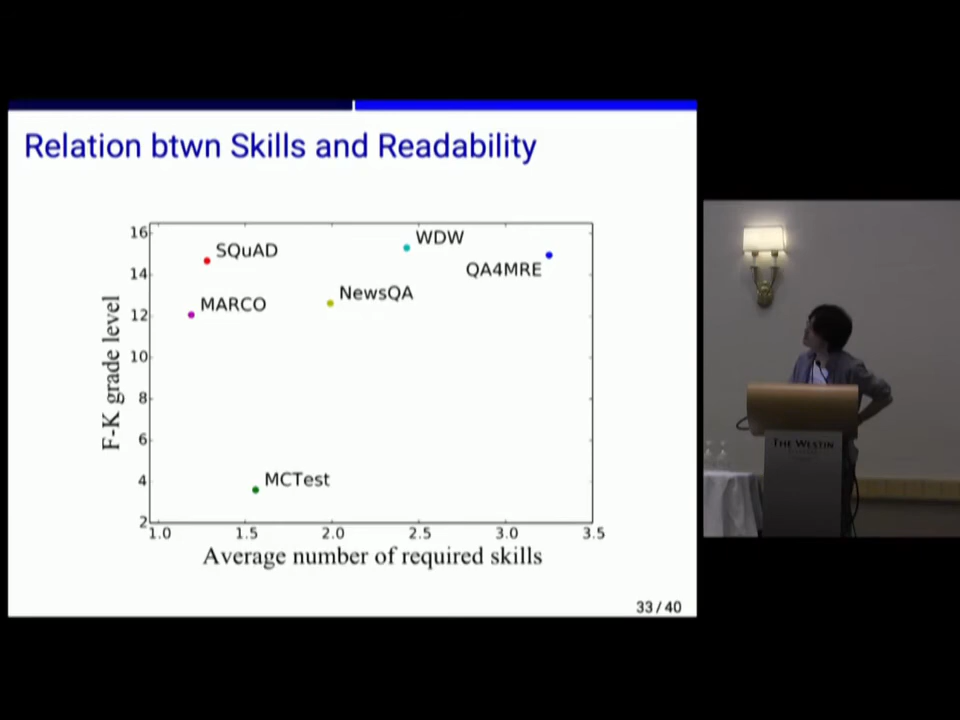 Relation btwn Skills and Readability
16
14
12
10
8
6
4
2
F-K grade level
SQuAD
WDW
QA4MRE
MARCO
NewsQA
MCTest
1.0 1.5 2.0 2.5 3.0 3.5
Average number of required skills
33 / 40
THE WESTIN